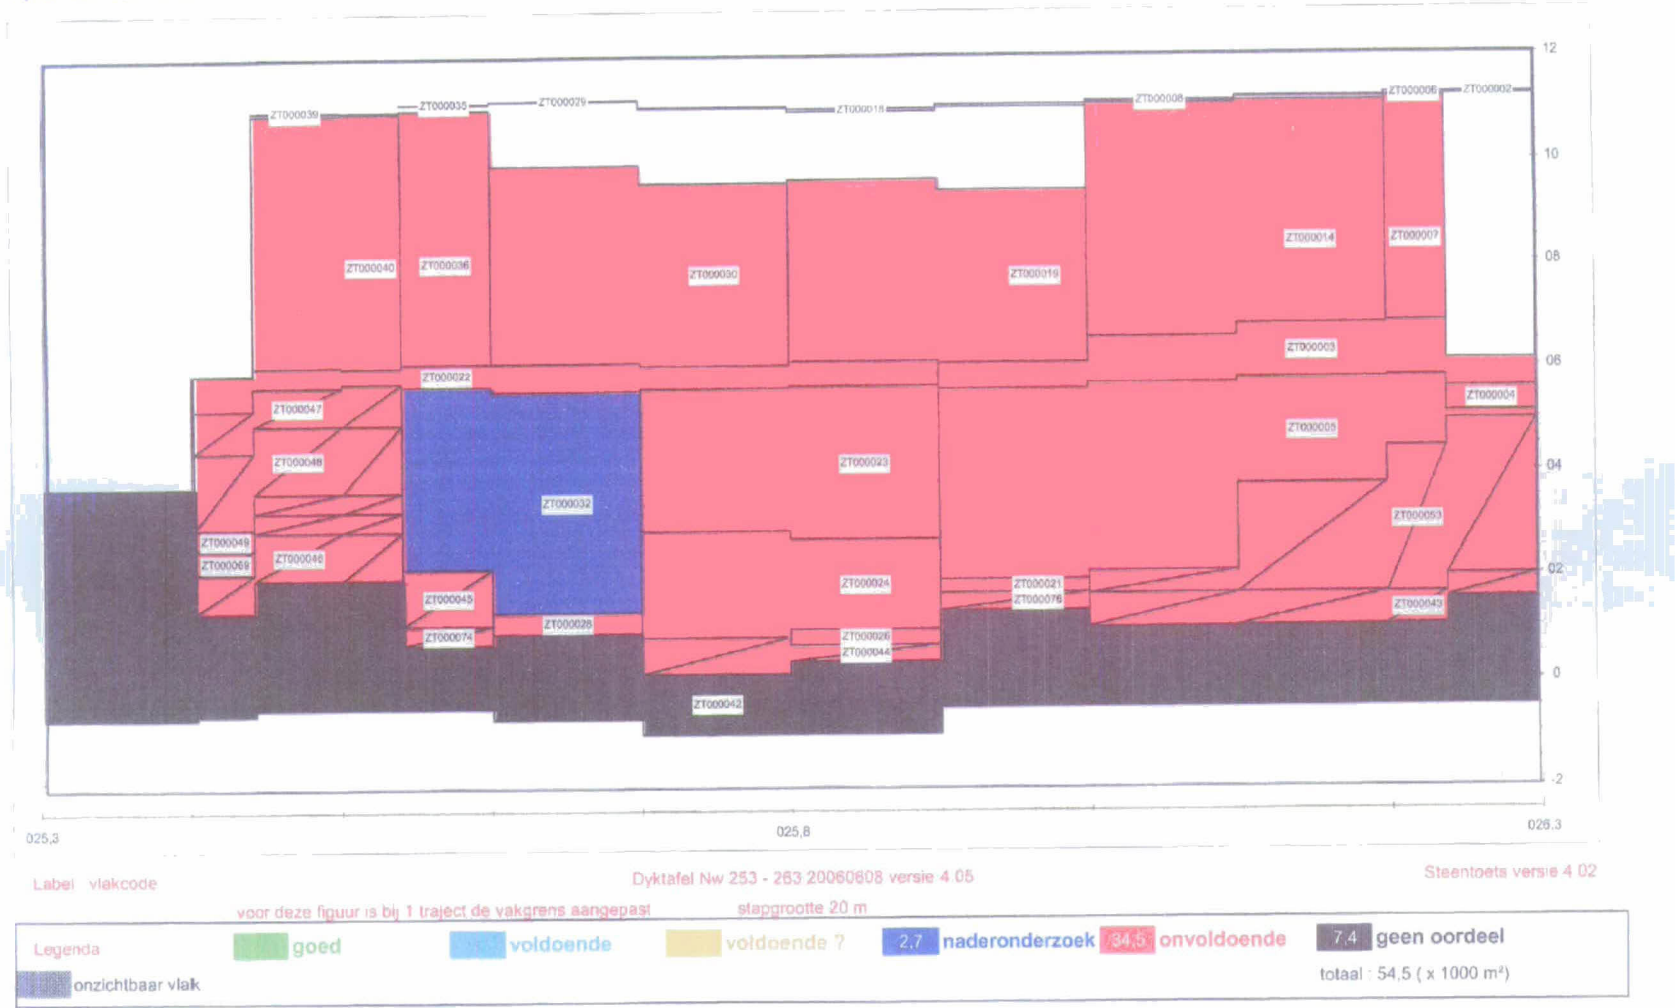 12
ZT000039 ZT000035 ZT000029 ZT000018 ZT000008 ZT000006 ZT000002
10
ZT000014 ZT000007
08
ZT000040 ZT000036 ZT000030 ZT000019
06
ZT000003
ZT000022
ZT000004
ZT000047
ZT000005
04
ZT000048 ZT000023
ZT000032
ZT000053
ZT000049
02
ZT000069 ZT000046
ZT000024 ZT000021
ZT000045 ZT000076 ZT000043
ZT000028
ZT000074 ZT000026
ZT000044
0
ZT000042
-2
025,3 025,8 026,3
Label vlakcode Dyktafel Nw 253 - 263 20060608 versie 4.05 Steentoets versie 4.02
voor deze figuur is bij 1 traject de vakgrens aangepast stapgrootte 20 m
Legenda goed voldoende voldoende ? 2,7 naderonderzoek 34,5 onvoldoende 7,4 geen oordeel
onzichtbaar vlak totaal : 54,5 ( x 1000 m²)